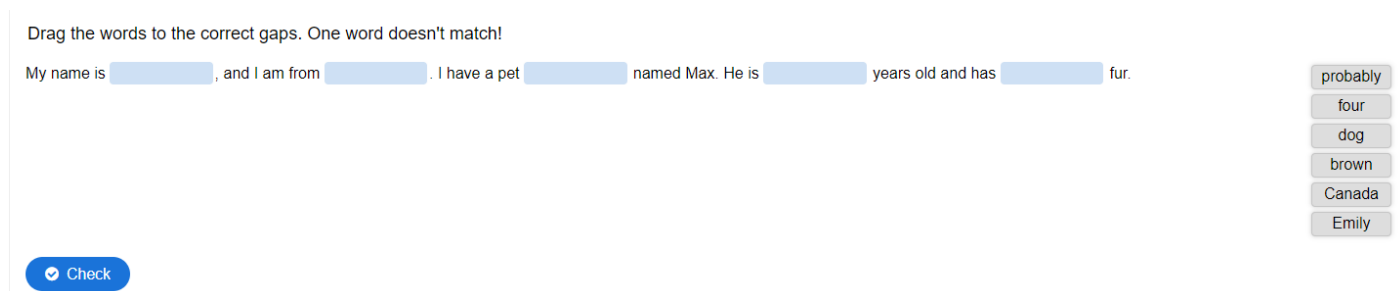 Drag the words to the correct gaps. One word doesn't match!
My name is , and I am from . I have a pet named Max. He is years old and has fur.
probably
four
dog
brown
Canada
Emily
Check